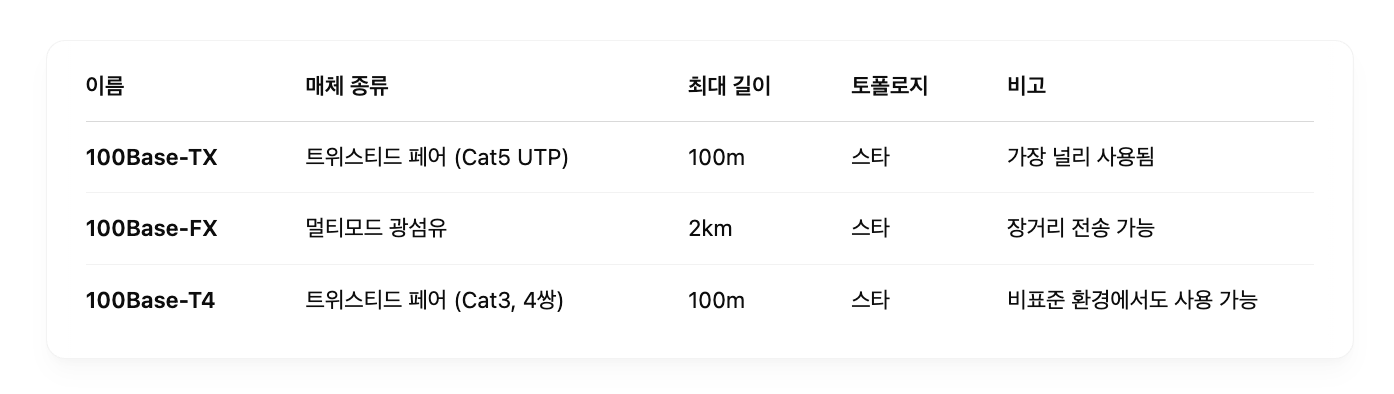 이름 매체 종류 최대 길이 토폴로지 비고
100Base-TX 트위스티드 페어 (Cat5 UTP) 100m 스타 가장 널리 사용됨
100Base-FX 멀티모드 광섬유 2km 스타 장거리 전송 가능
100Base-T4 트위스티드 페어 (Cat3, 4쌍) 100m 스타 비표준 환경에서도 사용 가능